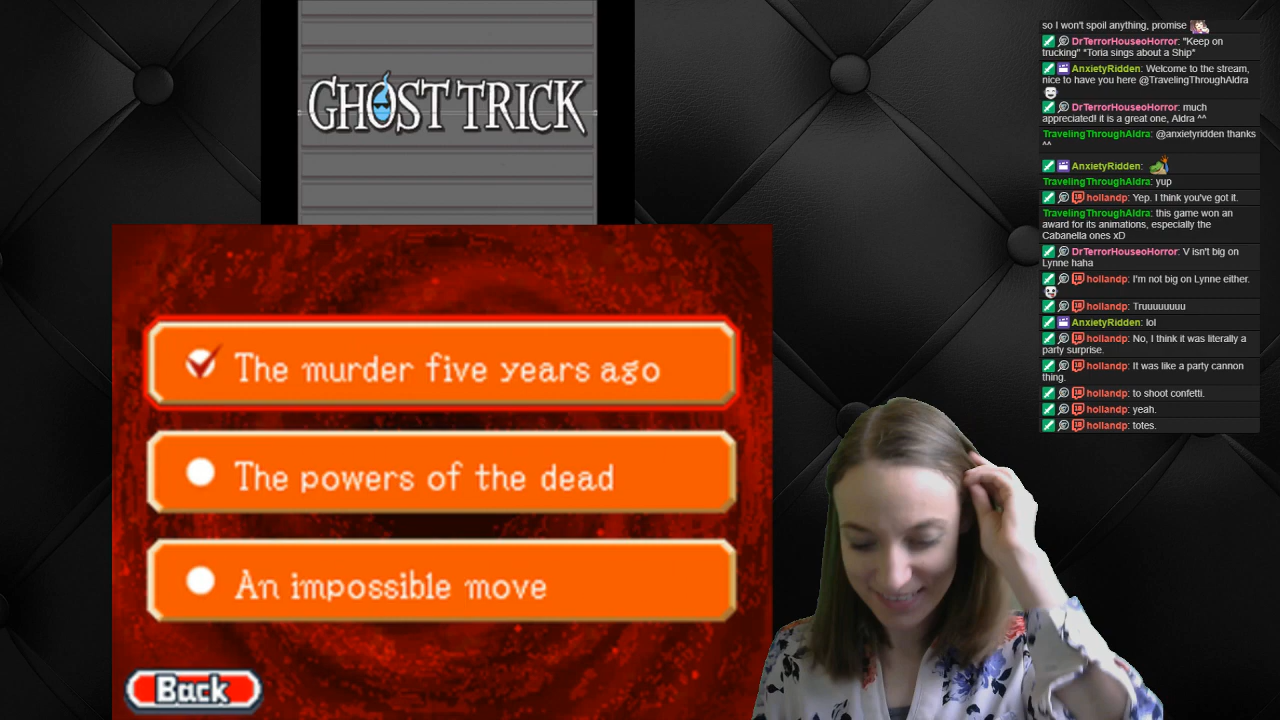 GHOST TRICK
The murder five years ago
The powers of the dead
An impossible move
Back
so I won't spoil anything, promise
DrTerrorHouseoHorror: "Keep on
trucking" *Toria sings about a Ship*
AnxietyRidden: Welcome to the stream,
nice to have you here @TravelingThroughAldra
DrTerrorHouseoHorror: much
appreciated! it is a great one, Aldra ^^
TravelingThroughAldra: @anxietyridden thanks
^^
AnxietyRidden:
TravelingThroughAldra: yup
hollandp: Yep. I think you've got it.
TravelingThroughAldra: this game won an
award for its animations, especially the
Cabanella ones xD
DrTerrorHouseoHorror: V isn't big on
Lynne haha
hollandp: I'm not big on Lynne either.
hollandp: Truuuuuuuu
AnxietyRidden: lol
hollandp: No, I think it was literally a
party surprise.
hollandp: It was like a party cannon
thing.
hollandp: to shoot confetti.
hollandp: yeah.
hollandp: totes.